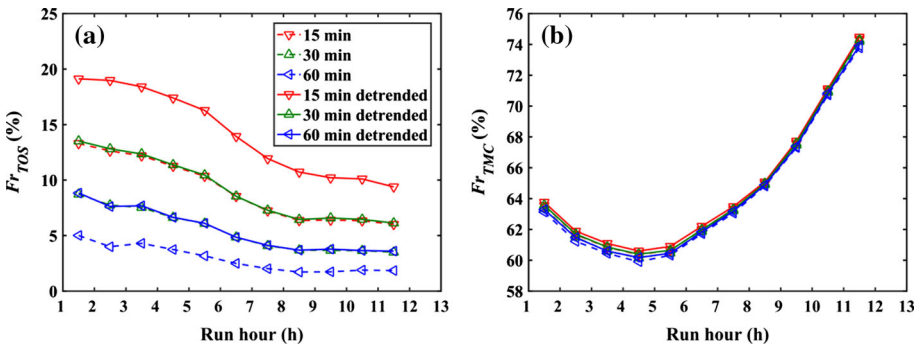 (a)
15 min
30 min
60 min
15 min detrended
30 min detrended
60 min detrended
25
20
15
10
5
0
Fr_TOS (%)
1 2 3 4 5 6 7 8 9 10 11 12 13
Run hour (h)
(b)
76
74
72
70
68
66
64
62
60
58
Fr_TMC (%)
1 2 3 4 5 6 7 8 9 10 11 12 13
Run hour (h)